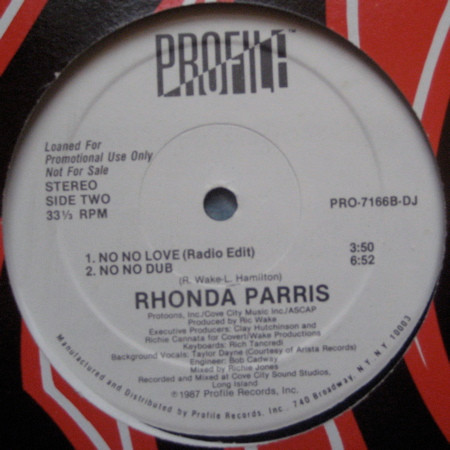 PROFILE™
Loaned For
Promotional Use Only
Not For Sale
STEREO
SIDE TWO
33⅓ RPM
PRO-7166B-DJ
1. NO NO LOVE (Radio Edit) 3:50
2. NO NO DUB 6:52
(R. Wake-L. Hamilton)
RHONDA PARRIS
Protoons, Inc./Cove City Music Inc./ASCAP
Produced by Ric Wake
Executive Producers: Clay Hutchinson and
Richie Cannata for Covert/Wake Productions
Keyboards: Rich Tancredi
Background Vocals: Taylor Dayne (Courtesy of Arista Records)
Engineer: Bob Cadway
Mixed by Richie Jones
Recorded and Mixed at Cove City Sound Studios,
Long Island
℗1987 Profile Records, Inc.
Manufactured and Distributed by Profile Records, Inc., 740 Broadway, N.Y. N.Y. 10003